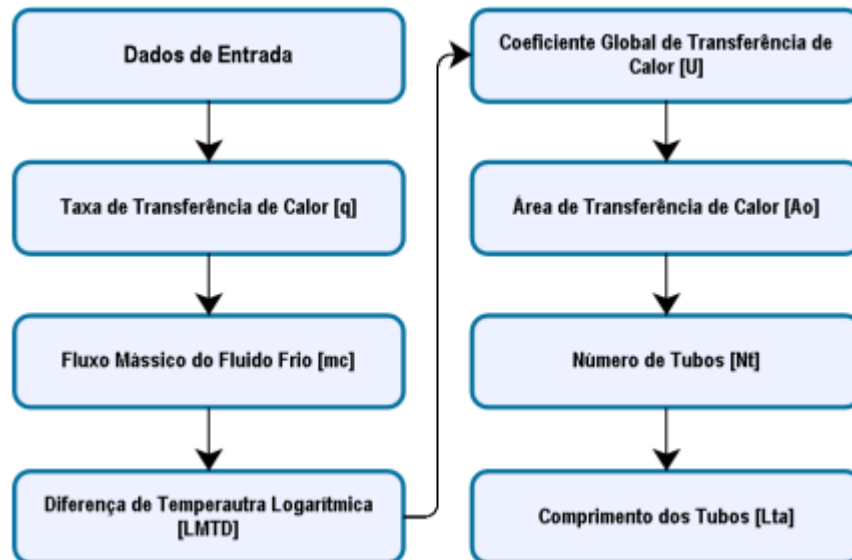 Dados de Entrada
Taxa de Transferência de Calor [q]
Fluxo Mássico do Fluido Frio [mc]
Diferença de Temperautra Logarítmica
[LMTD]
Coeficiente Global de Transferência de
Calor [U]
Área de Transferência de Calor [Ao]
Número de Tubos [Nt]
Comprimento dos Tubos [Lta]